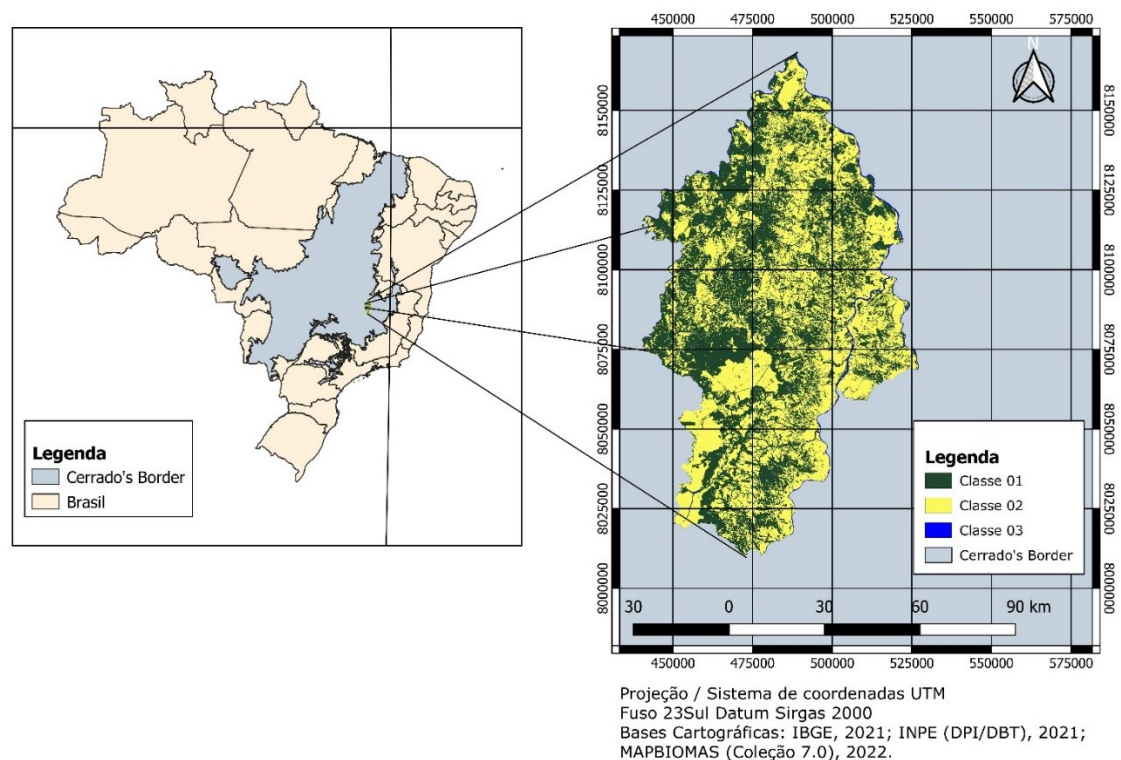 Legenda
Cerrado's Border
Brasil
450000 475000 500000 525000 550000 575000
N
8150000
8150000
8125000
8125000
8100000
8100000
8075000
8075000
8050000
8050000
8025000
8025000
8000000
8000000
Legenda
Classe 01
Classe 02
Classe 03
Cerrado's Border
30 0 30 60 90 km
450000 475000 500000 525000 550000 575000
Projeção / Sistema de coordenadas UTM
Fuso 23Sul Datum Sirgas 2000
Bases Cartográficas: IBGE, 2021; INPE (DPI/DBT), 2021;
MAPBIOMAS (Coleção 7.0), 2022.